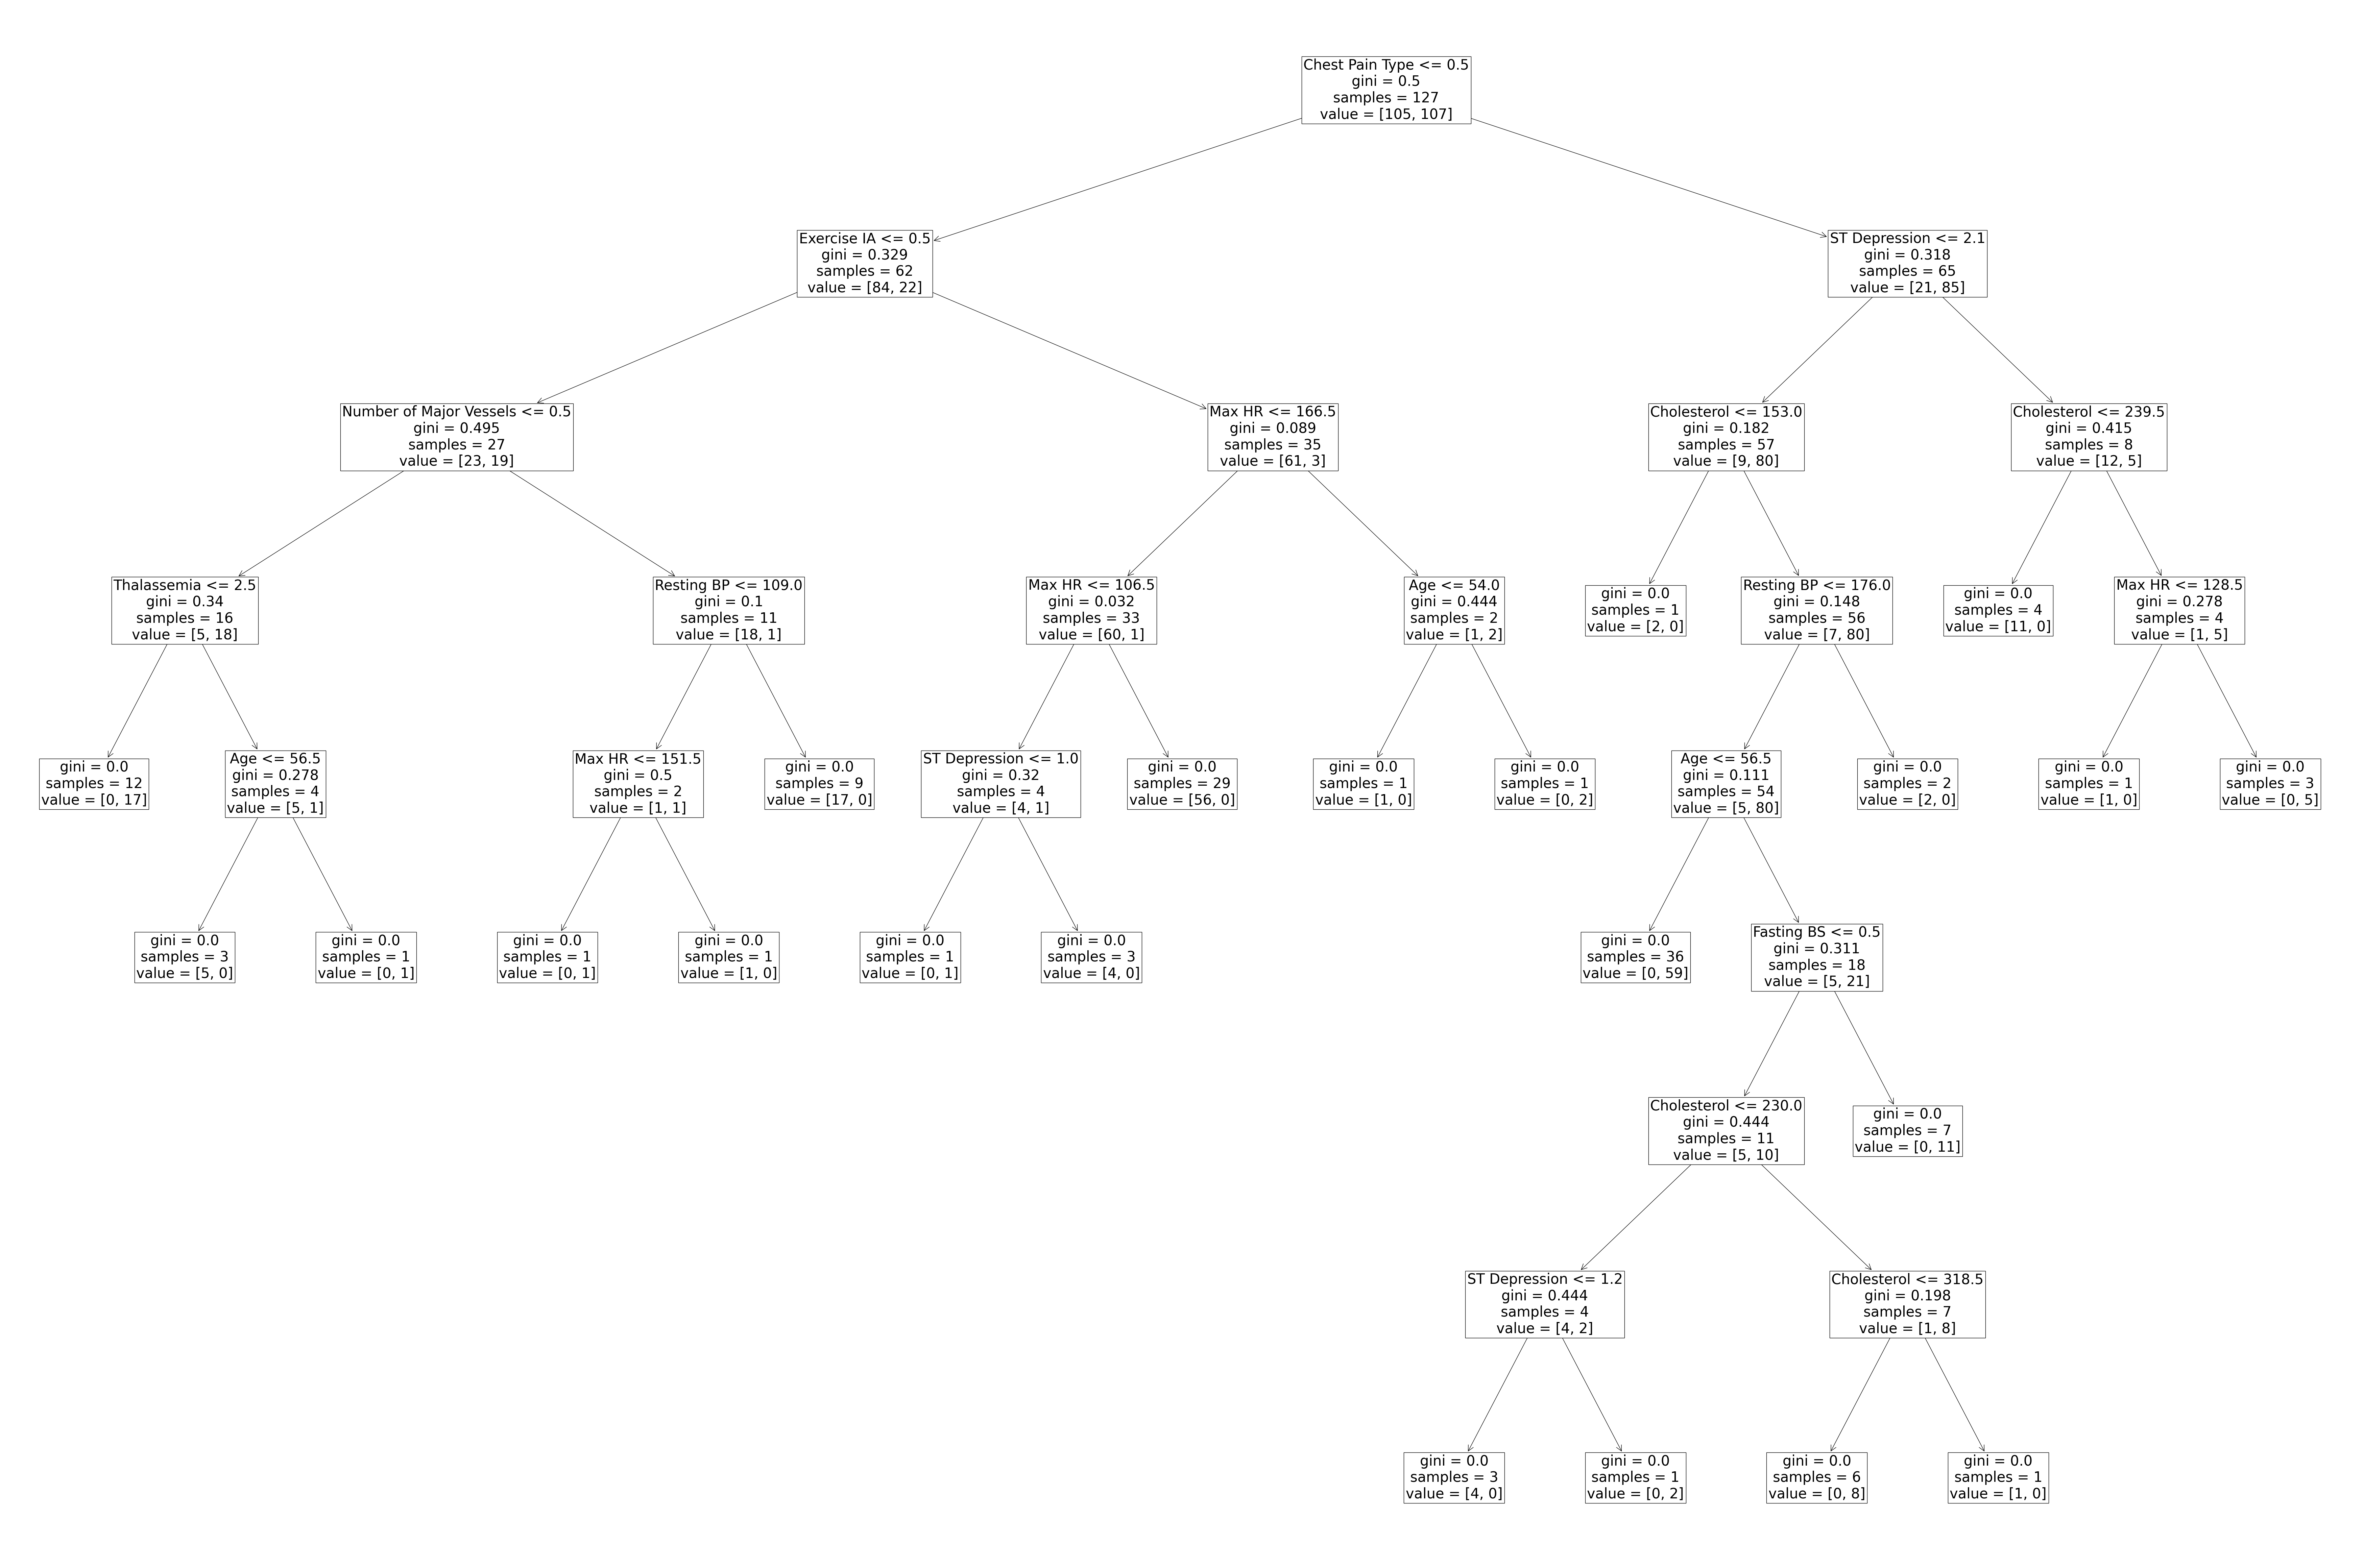 Chest Pain Type <= 0.5
gini = 0.5
samples = 127
value = [105, 107]
Exercise IA <= 0.5
gini = 0.329
samples = 62
value = [84, 22]
ST Depression <= 2.1
gini = 0.318
samples = 65
value = [21, 85]
Number of Major Vessels <= 0.5
gini = 0.495
samples = 27
value = [23, 19]
Max HR <= 166.5
gini = 0.089
samples = 35
value = [61, 3]
Cholesterol <= 153.0
gini = 0.182
samples = 57
value = [9, 80]
Cholesterol <= 239.5
gini = 0.415
samples = 8
value = [12, 5]
Thalassemia <= 2.5
gini = 0.34
samples = 16
value = [5, 18]
Resting BP <= 109.0
gini = 0.1
samples = 11
value = [18, 1]
Max HR <= 106.5
gini = 0.032
samples = 33
value = [60, 1]
Age <= 54.0
gini = 0.444
samples = 2
value = [1, 2]
gini = 0.0
samples = 1
value = [2, 0]
Resting BP <= 176.0
gini = 0.148
samples = 56
value = [7, 80]
gini = 0.0
samples = 4
value = [11, 0]
Max HR <= 128.5
gini = 0.278
samples = 4
value = [1, 5]
gini = 0.0
samples = 12
value = [0, 17]
Age <= 56.5
gini = 0.278
samples = 4
value = [5, 1]
Max HR <= 151.5
gini = 0.5
samples = 2
value = [1, 1]
gini = 0.0
samples = 9
value = [17, 0]
ST Depression <= 1.0
gini = 0.32
samples = 4
value = [4, 1]
gini = 0.0
samples = 29
value = [56, 0]
gini = 0.0
samples = 1
value = [1, 0]
gini = 0.0
samples = 1
value = [0, 2]
Age <= 56.5
gini = 0.111
samples = 54
value = [5, 80]
gini = 0.0
samples = 2
value = [2, 0]
gini = 0.0
samples = 1
value = [1, 0]
gini = 0.0
samples = 3
value = [0, 5]
gini = 0.0
samples = 3
value = [5, 0]
gini = 0.0
samples = 1
value = [0, 1]
gini = 0.0
samples = 1
value = [0, 1]
gini = 0.0
samples = 1
value = [1, 0]
gini = 0.0
samples = 1
value = [0, 1]
gini = 0.0
samples = 3
value = [4, 0]
gini = 0.0
samples = 36
value = [0, 59]
Fasting BS <= 0.5
gini = 0.311
samples = 18
value = [5, 21]
Cholesterol <= 230.0
gini = 0.444
samples = 11
value = [5, 10]
gini = 0.0
samples = 7
value = [0, 11]
ST Depression <= 1.2
gini = 0.444
samples = 4
value = [4, 2]
Cholesterol <= 318.5
gini = 0.198
samples = 7
value = [1, 8]
gini = 0.0
samples = 3
value = [4, 0]
gini = 0.0
samples = 1
value = [0, 2]
gini = 0.0
samples = 6
value = [0, 8]
gini = 0.0
samples = 1
value = [1, 0]